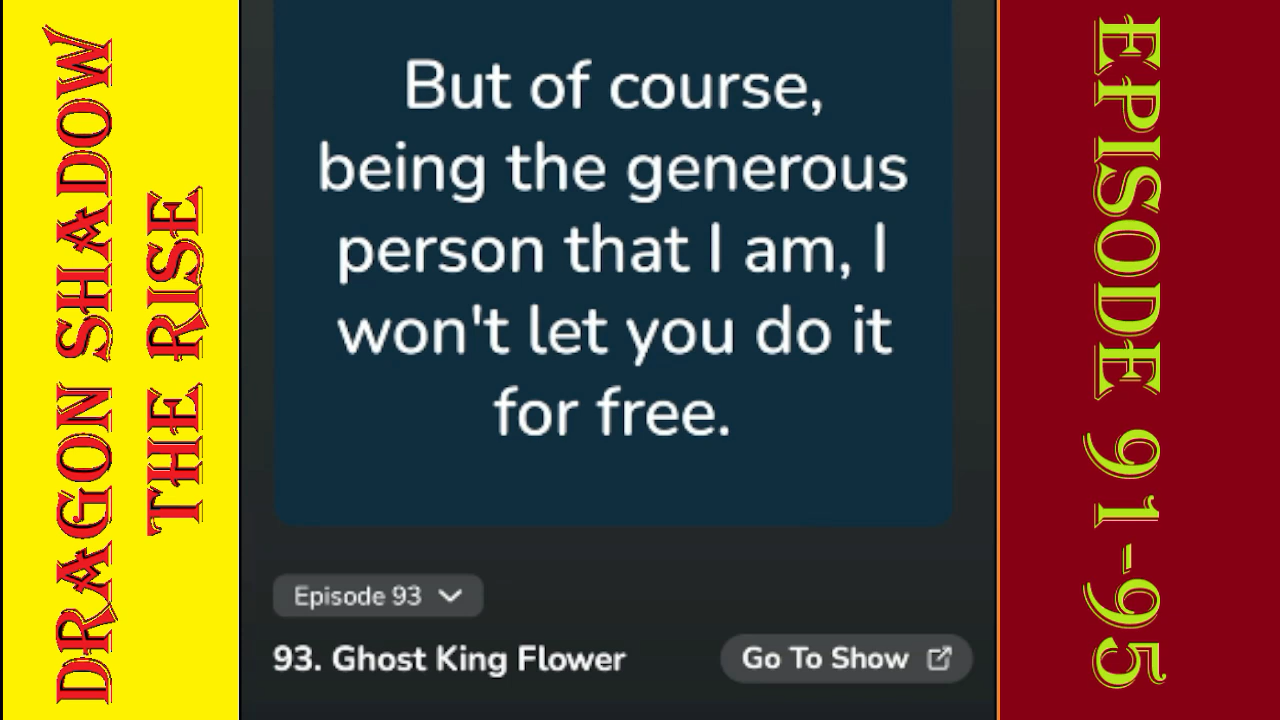 DRAGON SHADOW
THE RISE
But of course,
being the generous
person that I am, I
won't let you do it
for free.
Episode 93
93. Ghost King Flower
Go To Show
EPISODE 91-95